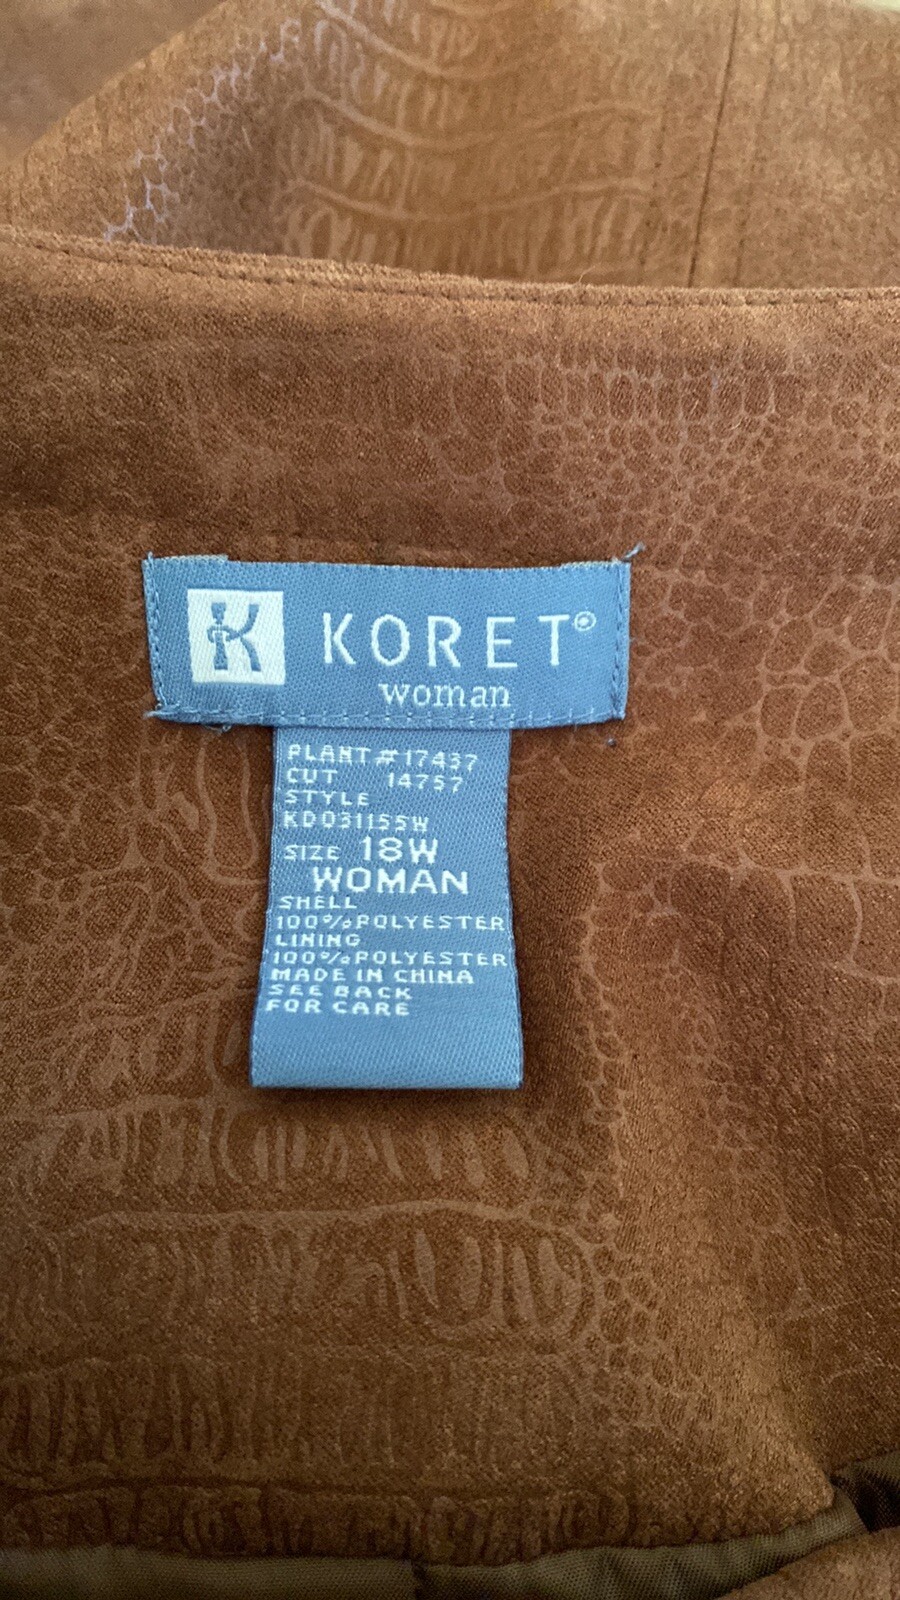 K KORET®
woman
PLANT #17437
CUT 14757
STYLE
KD031155W
SIZE 18W
WOMAN
SHELL
100%POLYESTER
LINING
100%POLYESTER
MADE IN CHINA
SEE BACK
FOR CARE